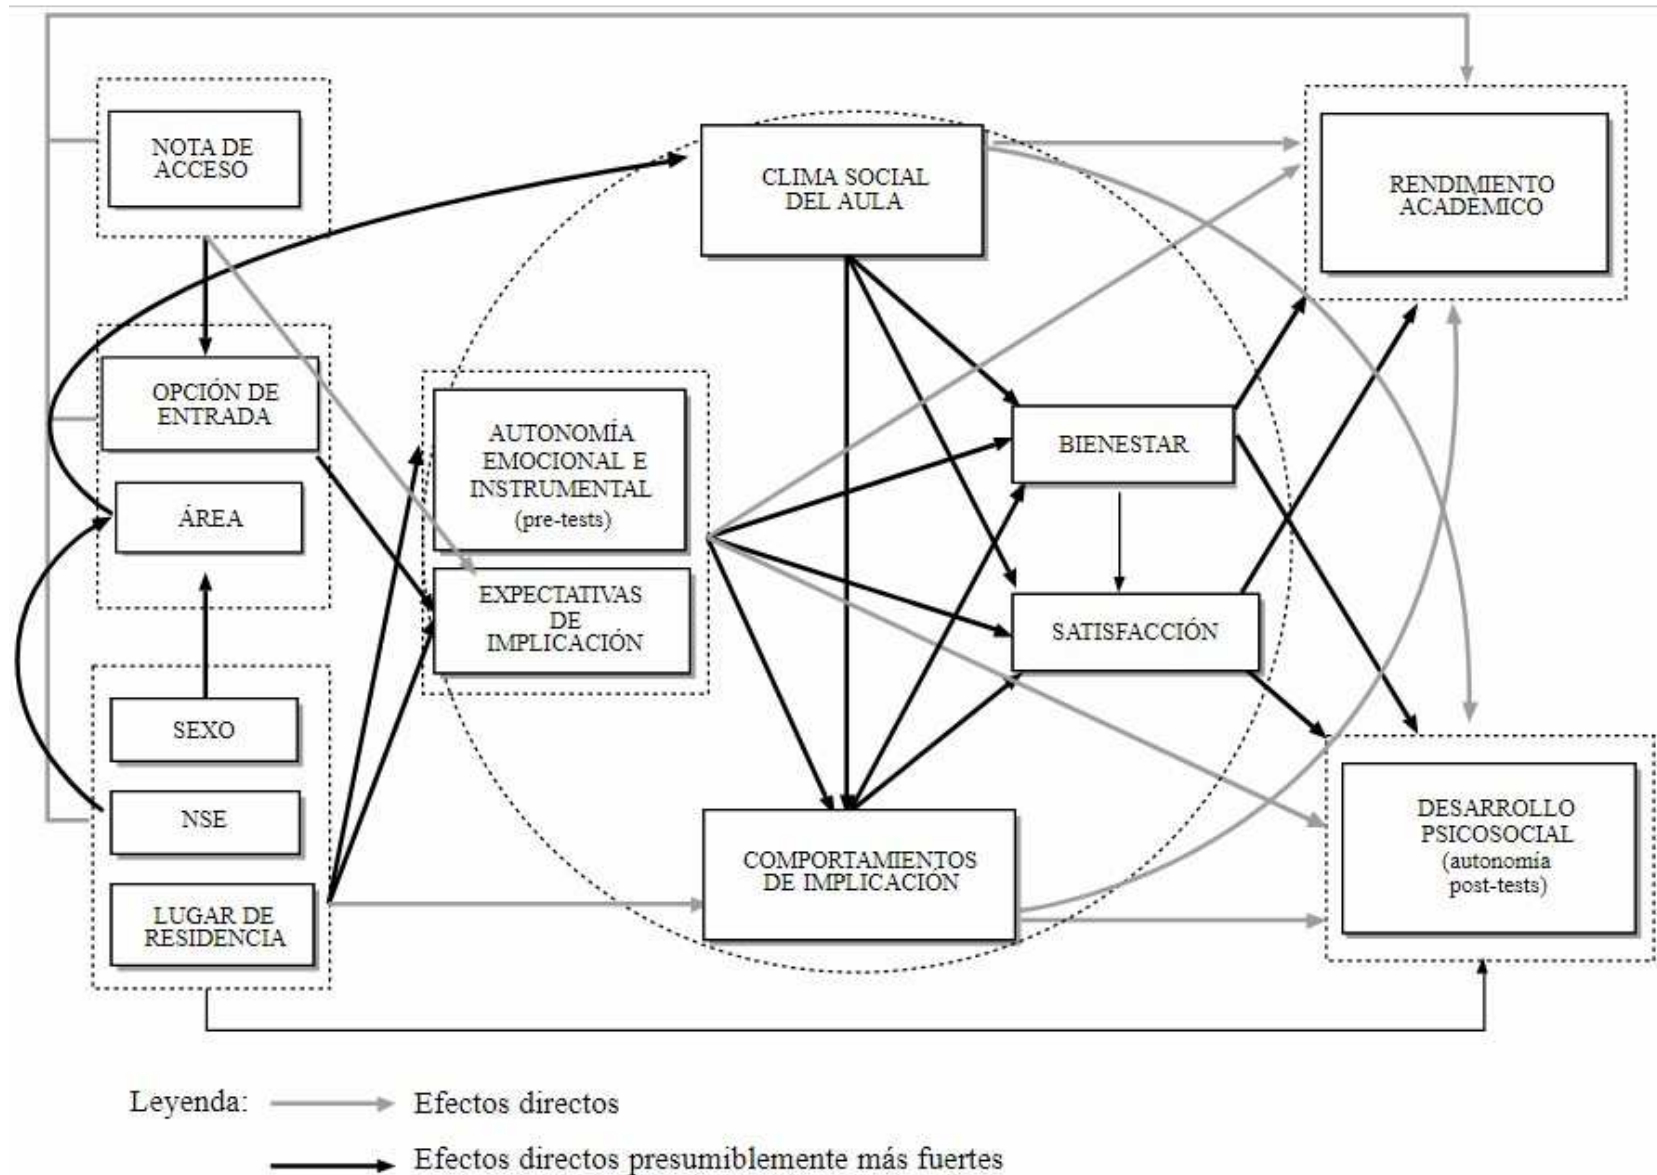 NOTA DE
ACCESO
OPCIÓN DE
ENTRADA
ÁREA
SEXO
NSE
LUGAR DE
RESIDENCIA
AUTONOMÍA
EMOCIONAL E
INSTRUMENTAL
(pre-tests)
EXPECTATIVAS
DE
IMPLICACIÓN
CLIMA SOCIAL
DEL AULA
BIENESTAR
SATISFACCIÓN
COMPORTAMIENTOS
DE IMPLICACIÓN
RENDIMIENTO
ACADÉMICO
DESARROLLO
PSICOSOCIAL
(autonomía
post-tests)
Leyenda:
Efectos directos
Efectos directos presumiblemente más fuertes